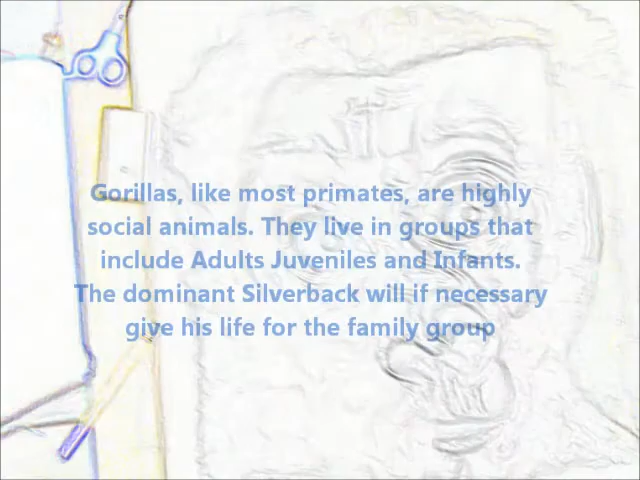 Gorillas, like most primates, are highly
social animals. They live in groups that
include Adults Juveniles and Infants.
The dominant Silverback will if necessary
give his life for the family group